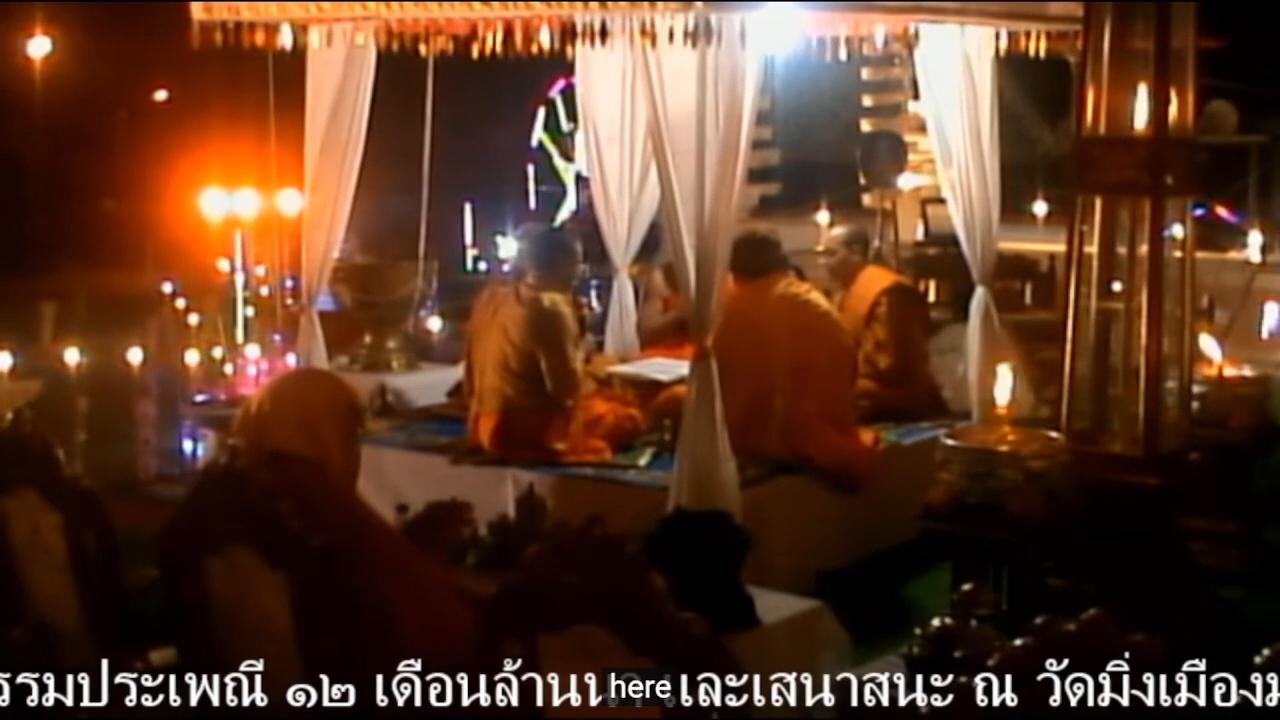 รรมประเพณี ๑๒ เดือนล้านน here เละเสนาสนะ ณ วัดมิ่งเมือง